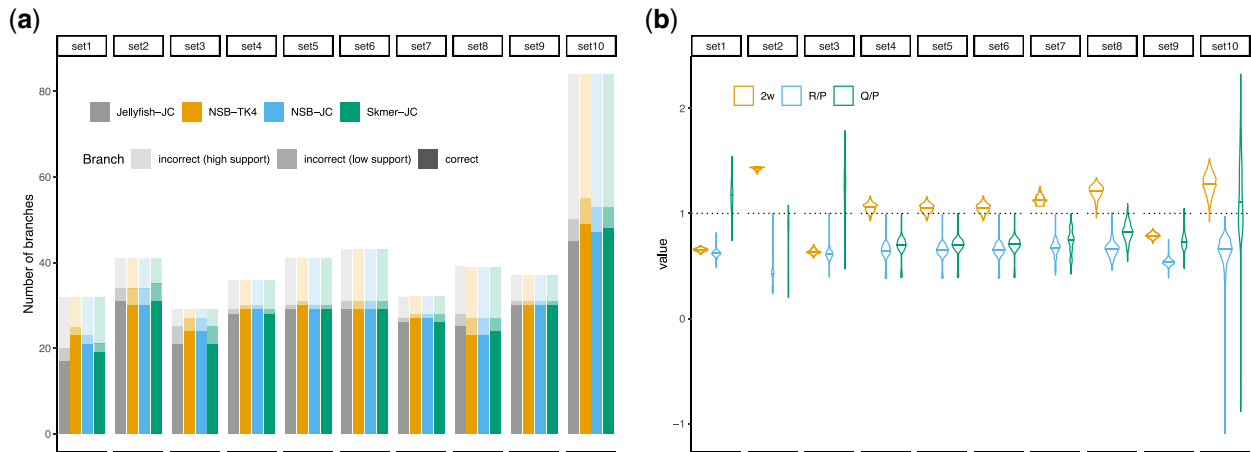 (a)
set1 set2 set3 set4 set5 set6 set7 set8 set9 set10
80
60
40
20
0
Number of branches
Jellyfish–JC NSB–TK4 NSB–JC Skmer–JC
Branch incorrect (high support) incorrect (low support) correct
(b)
set1 set2 set3 set4 set5 set6 set7 set8 set9 set10
2
1
0
−1
value
2w R/P Q/P